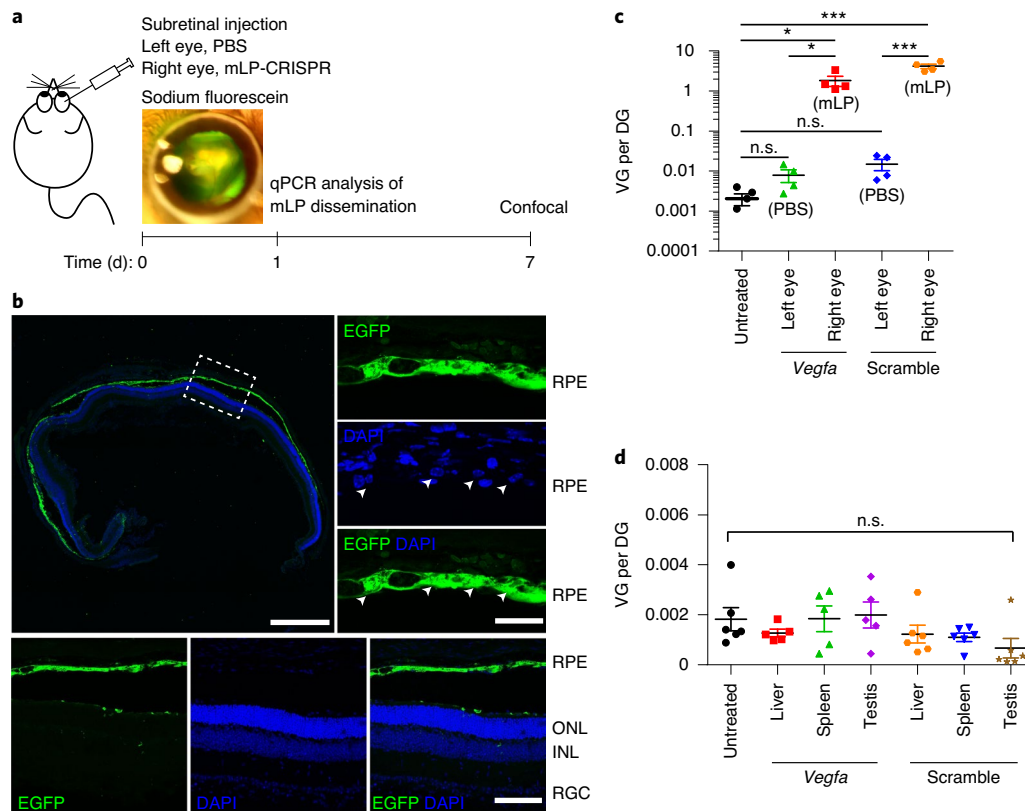 a
Subretinal injection
Left eye, PBS
Right eye, mLP-CRISPR
Sodium fluorescein
qPCR analysis of
mLP dissemination
Confocal
Time (d): 0 1 7
b
EGFP
RPE
DAPI
RPE
EGFP DAPI
RPE
RPE
ONL
INL
RGC
EGFP
DAPI
EGFP DAPI
c
VG per DG
10
1
0.1
0.01
0.001
0.0001
***
*
*
***
n.s.
n.s.
(mLP)
(mLP)
(PBS)
(PBS)
Untreated
Left eye
Right eye
Left eye
Right eye
Vegfa
Scramble
d
VG per DG
0.008
0.006
0.004
0.002
0
n.s.
Untreated
Liver
Spleen
Testis
Liver
Spleen
Testis
Vegfa
Scramble